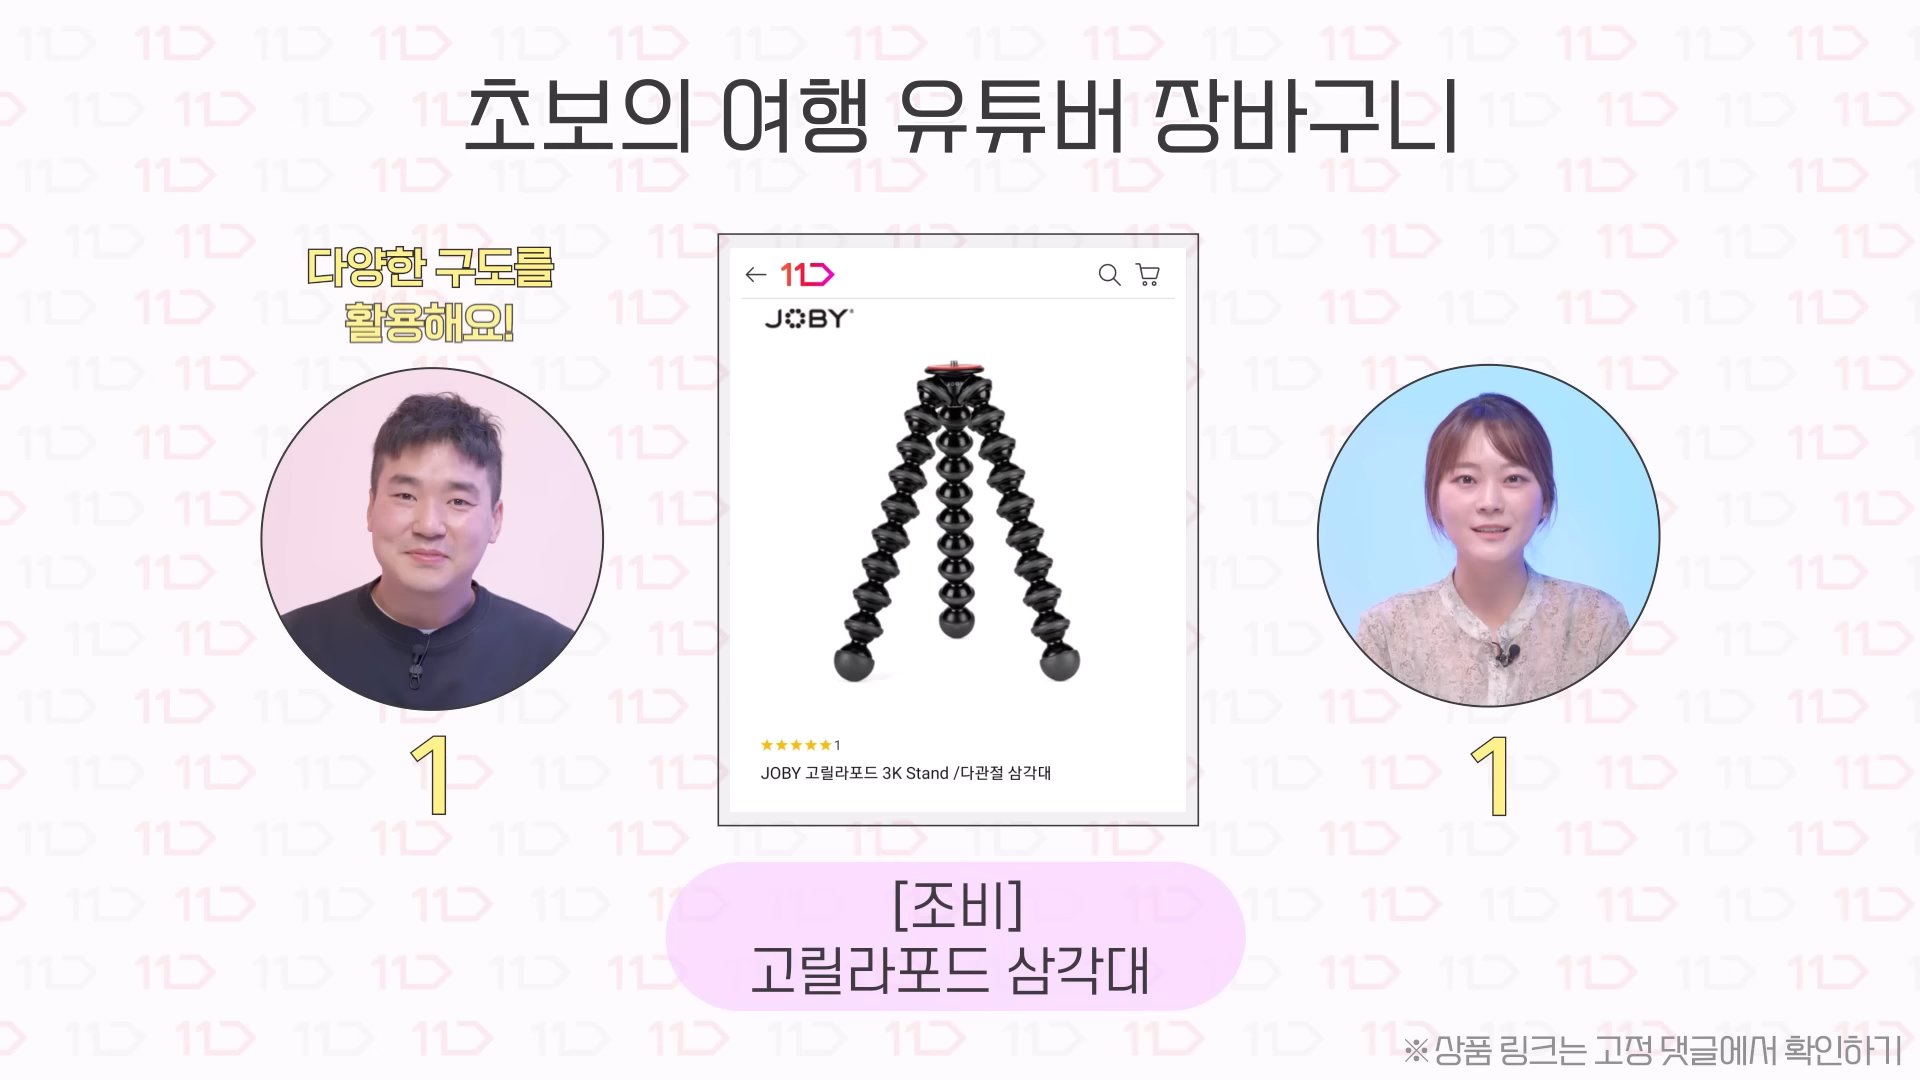 초보의 여행 유튜버 장바구니
다양한 구도를
활용해요!
1
11
JOBY
★★★★★1
JOBY 고릴라포드 3K Stand /다관절 삼각대
1
[조비]
고릴라포드 삼각대
※ 상품 링크는 고정 댓글에서 확인하기